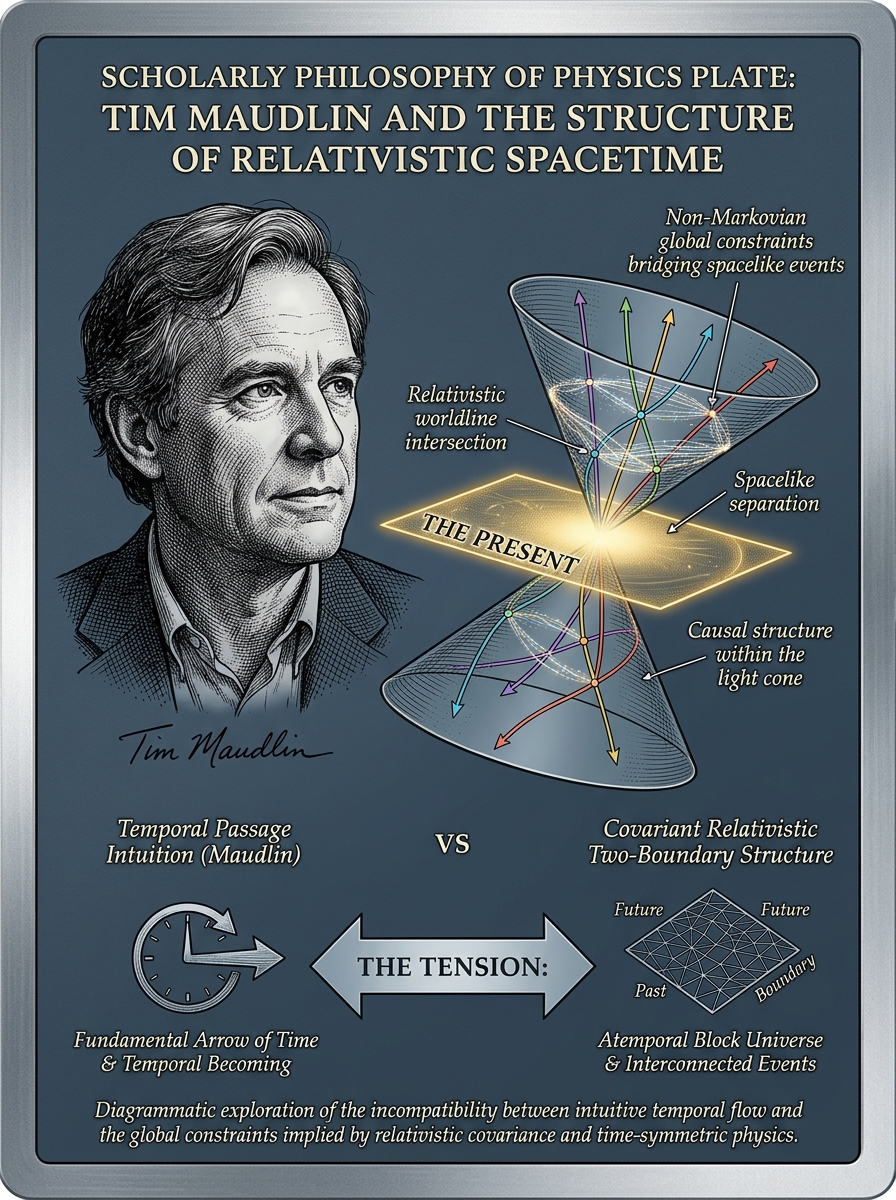 SCHOLARLY PHILOSOPHY OF PHYSICS PLATE:
TIM MAUDLIN AND THE STRUCTURE
OF RELATIVISTIC SPACETIME
Non-Markovian
global constraints
bridging spacelike events
Relativistic
worldline
intersection
Spacelike
separation
THE PRESENT
Causal structure
within the
light cone
Tim Maudlin
Temporal Passage
Intuition (Maudlin)
VS
Covariant Relativistic
Two-Boundary Structure
THE TENSION:
Future
Future
Past
Boundary
Fundamental Arrow of Time
& Temporal Becoming
Atemporal Block Universe
& Interconnected Events
Diagrammatic exploration of the incompatibility between intuitive temporal flow and
the global constraints implied by relativistic covariance and time-symmetric physics.